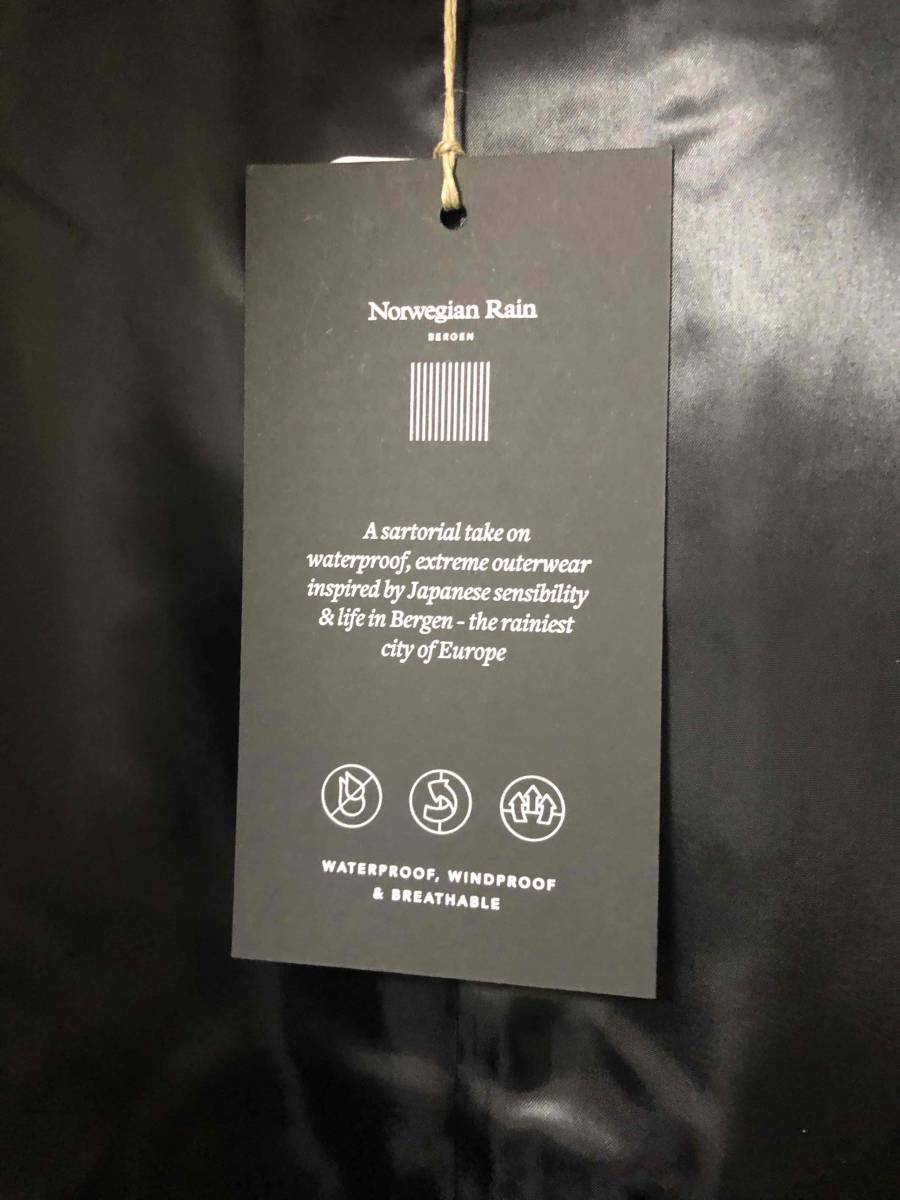 Norwegian Rain
BERGEN
A sartorial take on
waterproof, extreme outerwear
inspired by Japanese sensibility
& life in Bergen - the rainiest
city of Europe
WATERPROOF, WINDPROOF
& BREATHABLE